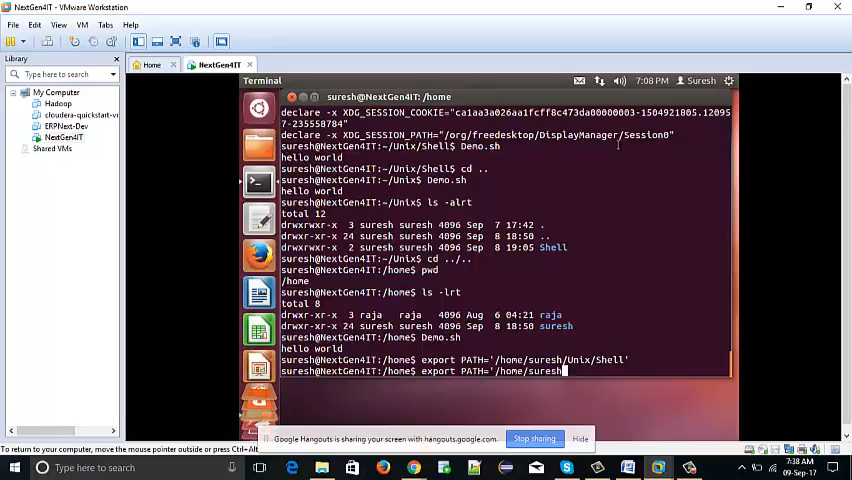 NextGen4IT - VMware Workstation
File Edit View VM Tabs Help
Library
Home
NextGen4IT
Type here to search
My Computer
Hadoop
cloudera-quickstart-vr
ERPNext-Dev
NextGen4IT
Shared VMs
Terminal
7:08 PM
Suresh
suresh@NextGen4IT: /home
declare -x XDG_SESSION_COOKIE="ca1aa3a026aa1fcff8c473da00000003-1504921805.12095
7-235558784"
declare -x XDG_SESSION_PATH="/org/freedesktop/DisplayManager/Session0"
suresh@NextGen4IT:~/Unix/Shell$ Demo.sh
hello world
suresh@NextGen4IT:~/Unix/Shell$ cd ..
suresh@NextGen4IT:~/Unix$ Demo.sh
hello world
suresh@NextGen4IT:~/Unix$ ls -alrt
total 12
drwxrwxr-x 3 suresh suresh 4096 Sep 7 17:42 .
drwxr-xr-x 24 suresh suresh 4096 Sep 8 18:50 ..
drwxrwxr-x 2 suresh suresh 4096 Sep 8 19:05 Shell
suresh@NextGen4IT:~/Unix$ cd ../..
suresh@NextGen4IT:/home$ pwd
/home
suresh@NextGen4IT:/home$ ls -lrt
total 8
drwxr-xr-x 3 raja raja 4096 Aug 6 04:21 raja
drwxr-xr-x 24 suresh suresh 4096 Sep 8 18:50 suresh
suresh@NextGen4IT:/home$ Demo.sh
hello world
suresh@NextGen4IT:/home$ export PATH='/home/suresh/Unix/Shell'
suresh@NextGen4IT:/home$ export PATH='/home/suresh
Google Hangouts is sharing your screen with hangouts.google.com.
Stop sharing
Hide
To return to your computer, move the mouse pointer outside or press Ctrl+Alt.
Type here to search
7:38 AM
09-Sep-17